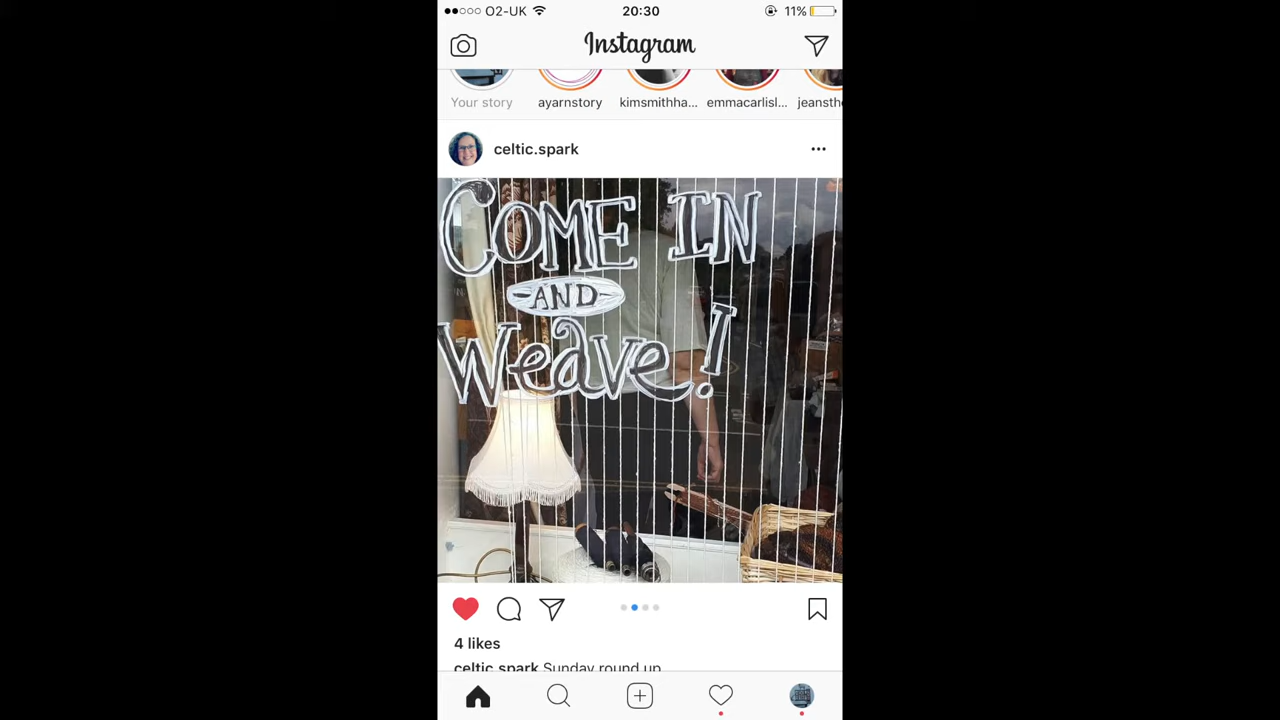 O2-UK 20:30 11%
Instagram
Your story ayarnstory kimsmithha... emmacarlisl... jeansth
celtic.spark
COME IN
AND
Weave!
4 likes
celtic.spark Sunday round up